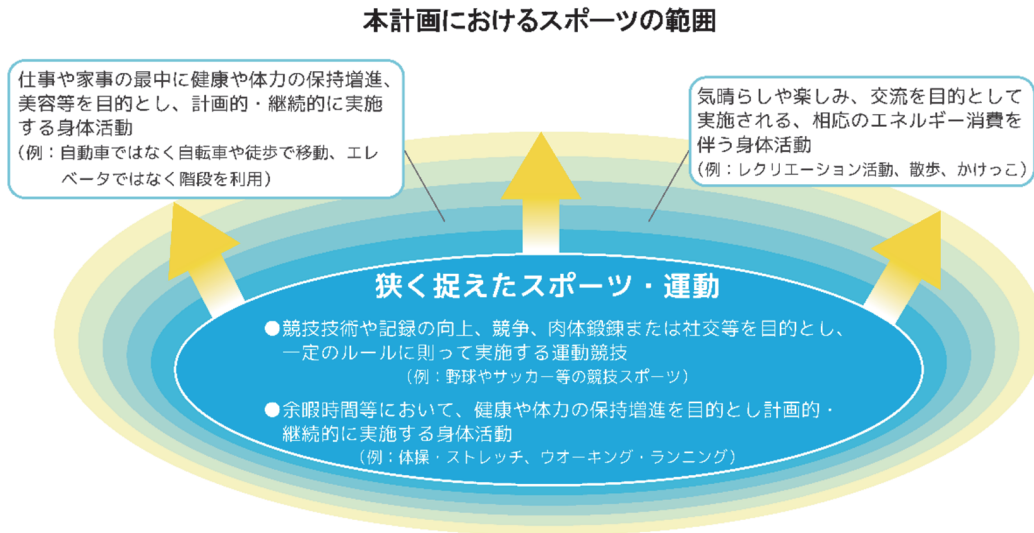 本計画におけるスポーツの範囲
仕事や家事の最中に健康や体力の保持増進、
美容等を目的とし、計画的・継続的に実施
する身体活動
（例：自動車ではなく自転車や徒歩で移動、エレ
ベータではなく階段を利用）
気晴らしや楽しみ、交流を目的として
実施される、相応のエネルギー消費を
伴う身体活動
（例：レクリエーション活動、散歩、かけっこ）
狭く捉えたスポーツ・運動
●競技技術や記録の向上、競争、肉体鍛錬または社交等を目的とし、
一定のルールに則って実施する運動競技
（例：野球やサッカー等の競技スポーツ）
●余暇時間等において、健康や体力の保持増進を目的とし計画的・
継続的に実施する身体活動
（例：体操・ストレッチ、ウオーキング・ランニング）